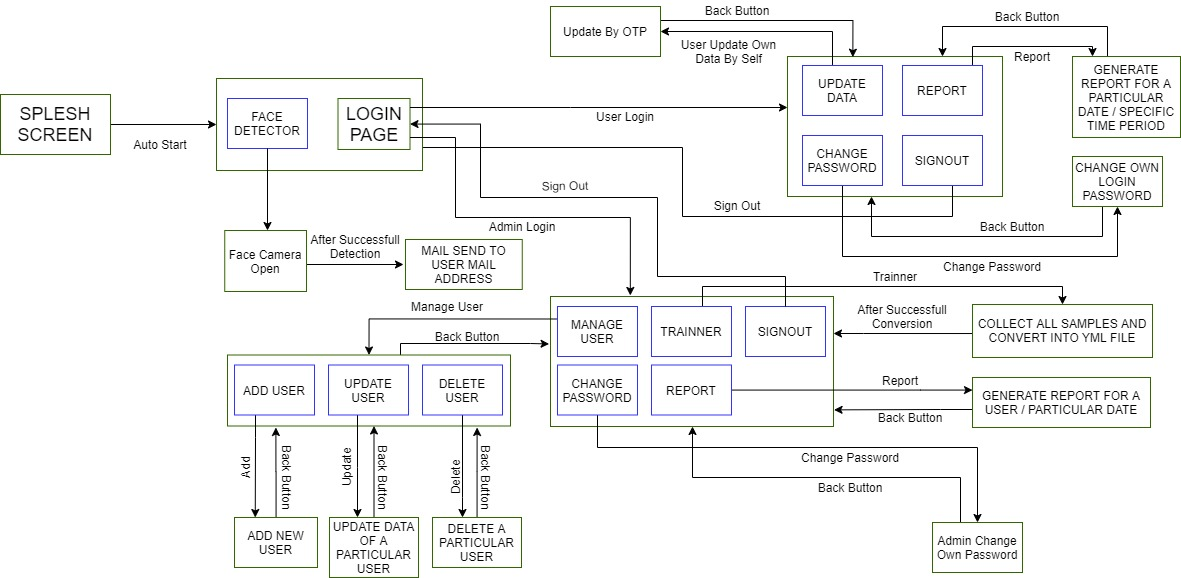 SPLESH
SCREEN
Auto Start
FACE
DETECTOR
LOGIN
PAGE
Face Camera
Open
After Successfull
Detection
MAIL SEND TO
USER MAIL
ADDRESS
User Login
Sign Out
Admin Login
Sign Out
Update By OTP
Back Button
User Update Own
Data By Self
UPDATE
DATA
REPORT
CHANGE
PASSWORD
SIGNOUT
Back Button
Report
GENERATE
REPORT FOR A
PARTICULAR
DATE / SPECIFIC
TIME PERIOD
CHANGE OWN
LOGIN
PASSWORD
Back Button
Change Password
Trainner
MANAGE
USER
TRAINNER
SIGNOUT
CHANGE
PASSWORD
REPORT
After Successfull
Conversion
COLLECT ALL SAMPLES AND
CONVERT INTO YML FILE
Report
Back Button
GENERATE REPORT FOR A
USER / PARTICULAR DATE
Change Password
Back Button
Admin Change
Own Password
Manage User
Back Button
ADD USER
UPDATE
USER
DELETE
USER
Add
Back Button
Update
Back Button
Delete
Back Button
ADD NEW
USER
UPDATE DATA
OF A
PARTICULAR
USER
DELETE A
PARTICULAR
USER